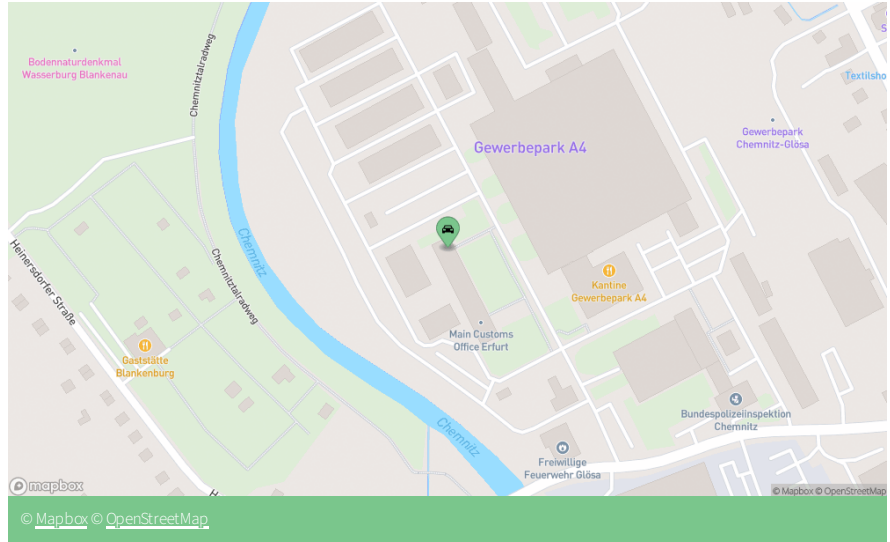 Bodennaturdenkmal
Wasserburg Blankenau
Chemnitztalradweg
Gewerbepark A4
Textilsho
Gewerbepark
Chemnitz-Glösa
Heinersdorfer Straße
Chemnitz
Chemnitztalradweg
Kantine
Gewerbepark A4
Main Customs
Office Erfurt
Gaststätte
Blankenburg
Bundespolizeiinspektion
Chemnitz
Chemnitz
Freiwillige
Feuerwehr Glösa
mapbox
© Mapbox © OpenStreetMap
© Mapbox © OpenStreetMap